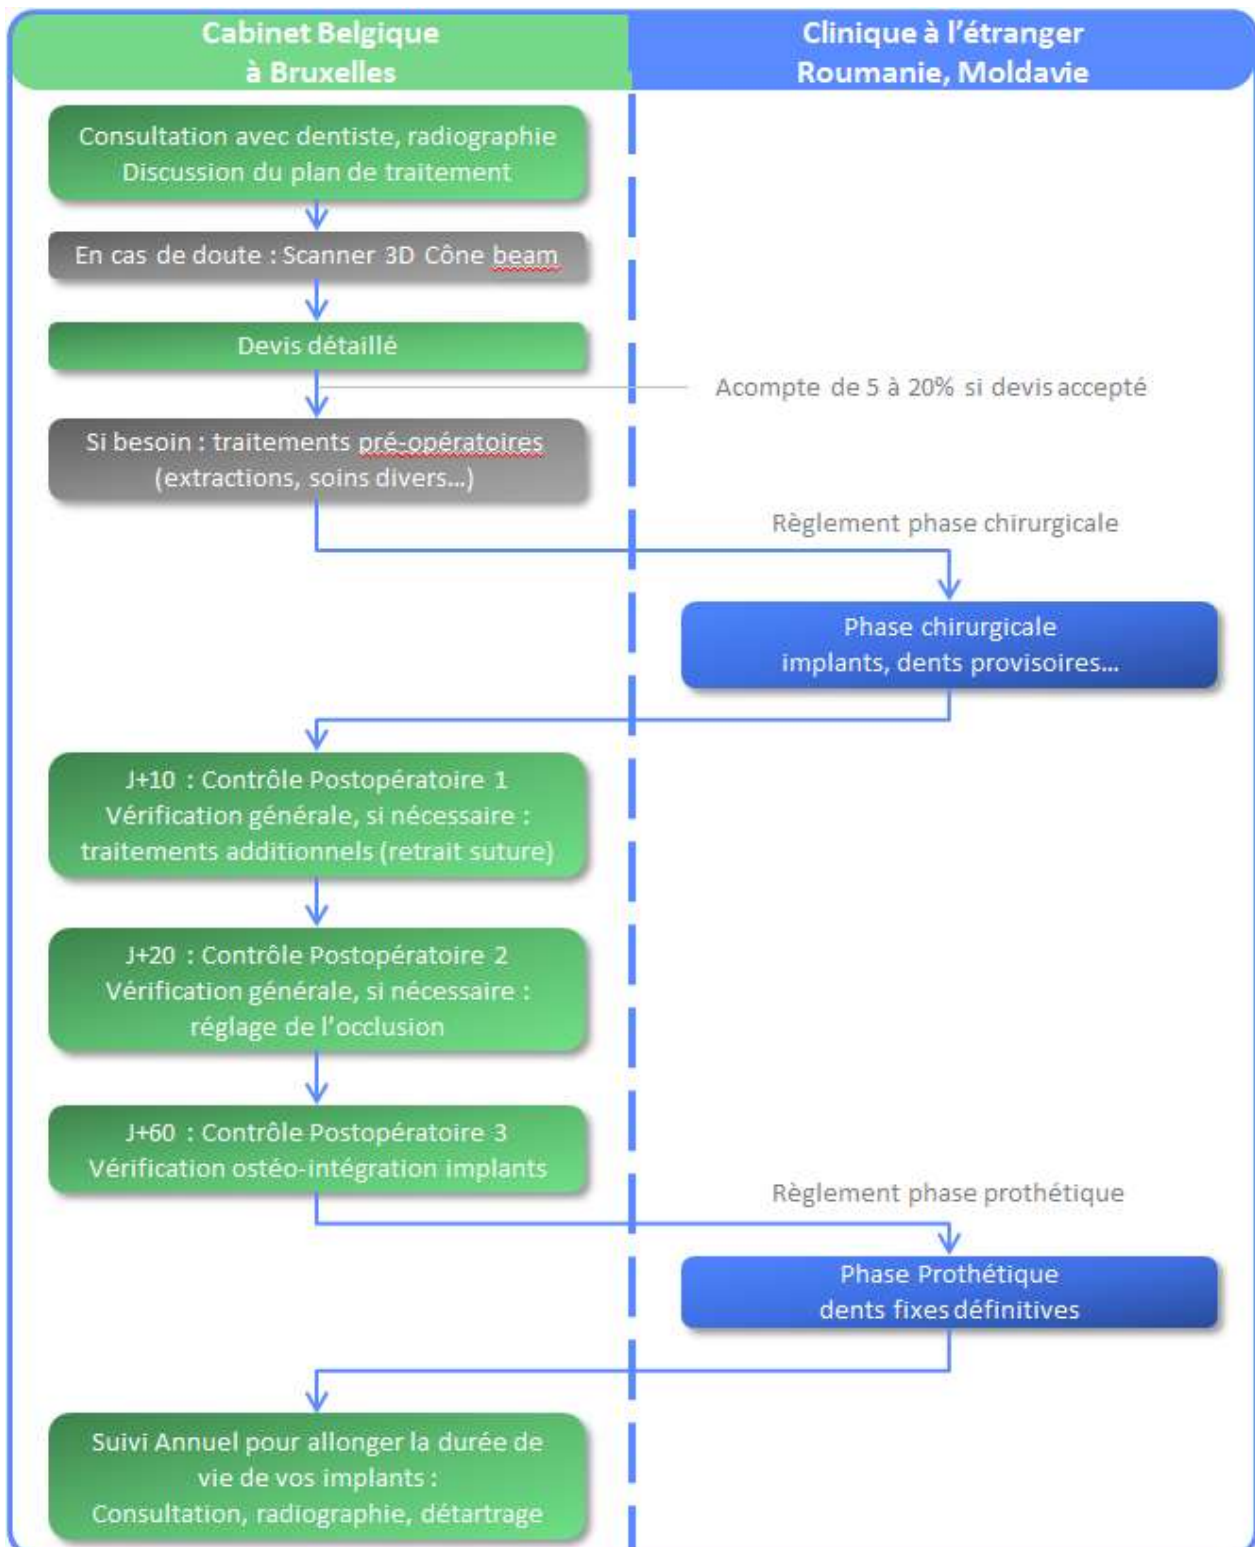 Cabinet Belgique
à Bruxelles
Clinique à l’étranger
Roumanie, Moldavie
Consultation avec dentiste, radiographie
Discussion du plan de traitement
En cas de doute : Scanner 3D Cône beam
Devis détaillé
Acompte de 5 à 20% si devis accepté
Si besoin : traitements pré-opératoires
(extractions, soins divers…)
Règlement phase chirurgicale
Phase chirurgicale
implants, dents provisoires…
J+10 : Contrôle Postopératoire 1
Vérification générale, si nécessaire :
traitements additionnels (retrait suture)
J+20 : Contrôle Postopératoire 2
Vérification générale, si nécessaire :
réglage de l’occlusion
J+60 : Contrôle Postopératoire 3
Vérification ostéo-intégration implants
Règlement phase prothétique
Phase Prothétique
dents fixes définitives
Suivi Annuel pour allonger la durée de
vie de vos implants :
Consultation, radiographie, détartrage